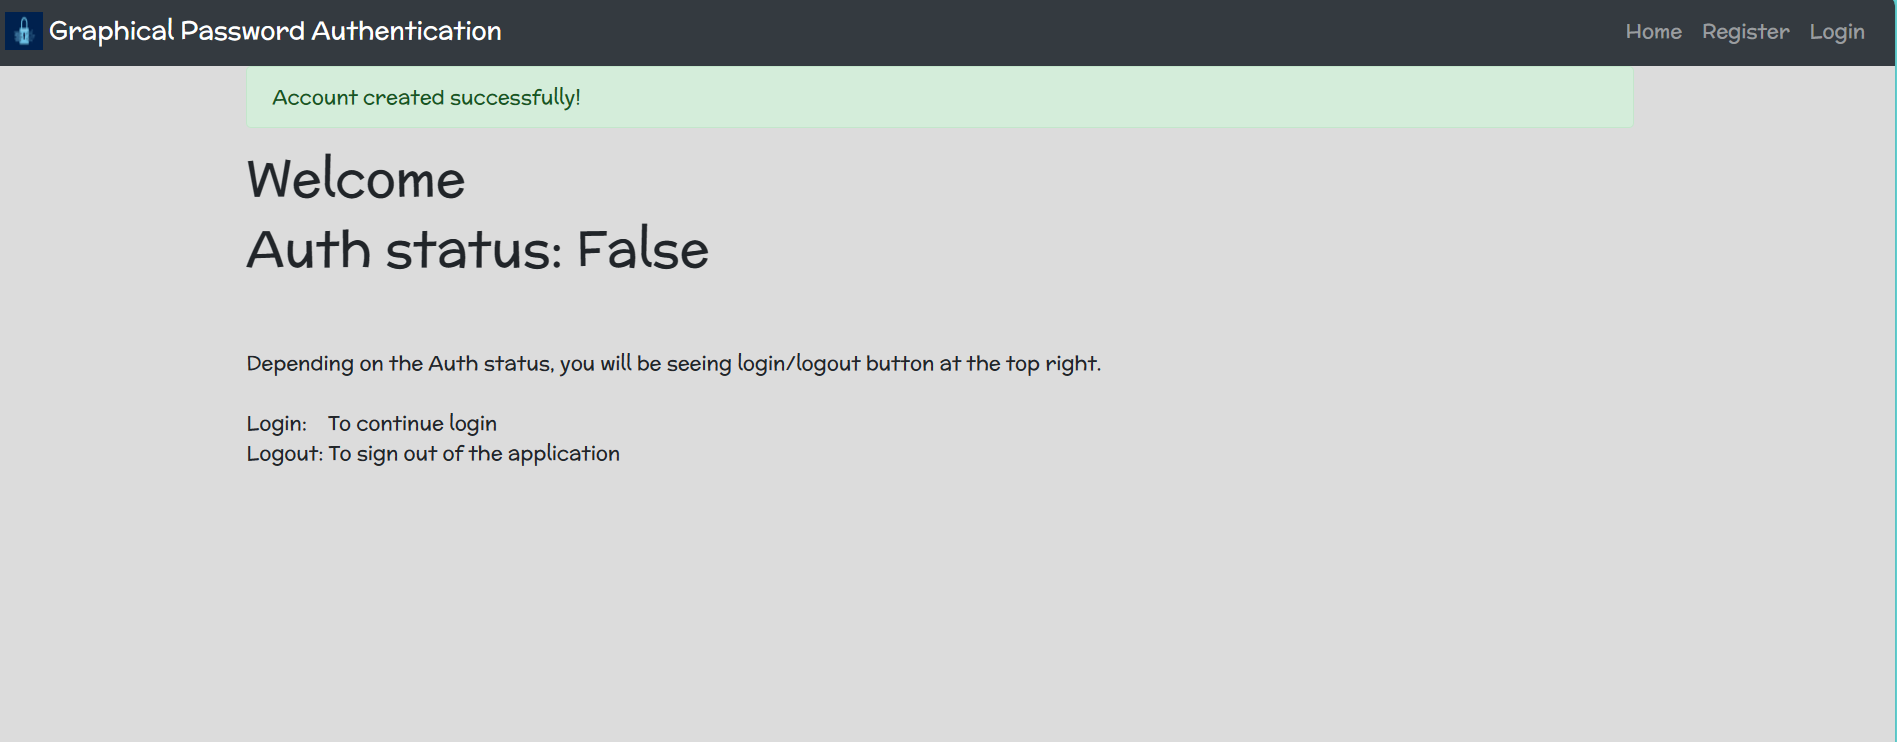 Graphical Password Authentication
Home Register Login
Account created successfully!
Welcome
Auth status: False
Depending on the Auth status, you will be seeing login/logout button at the top right.
Login: To continue login
Logout: To sign out of the application